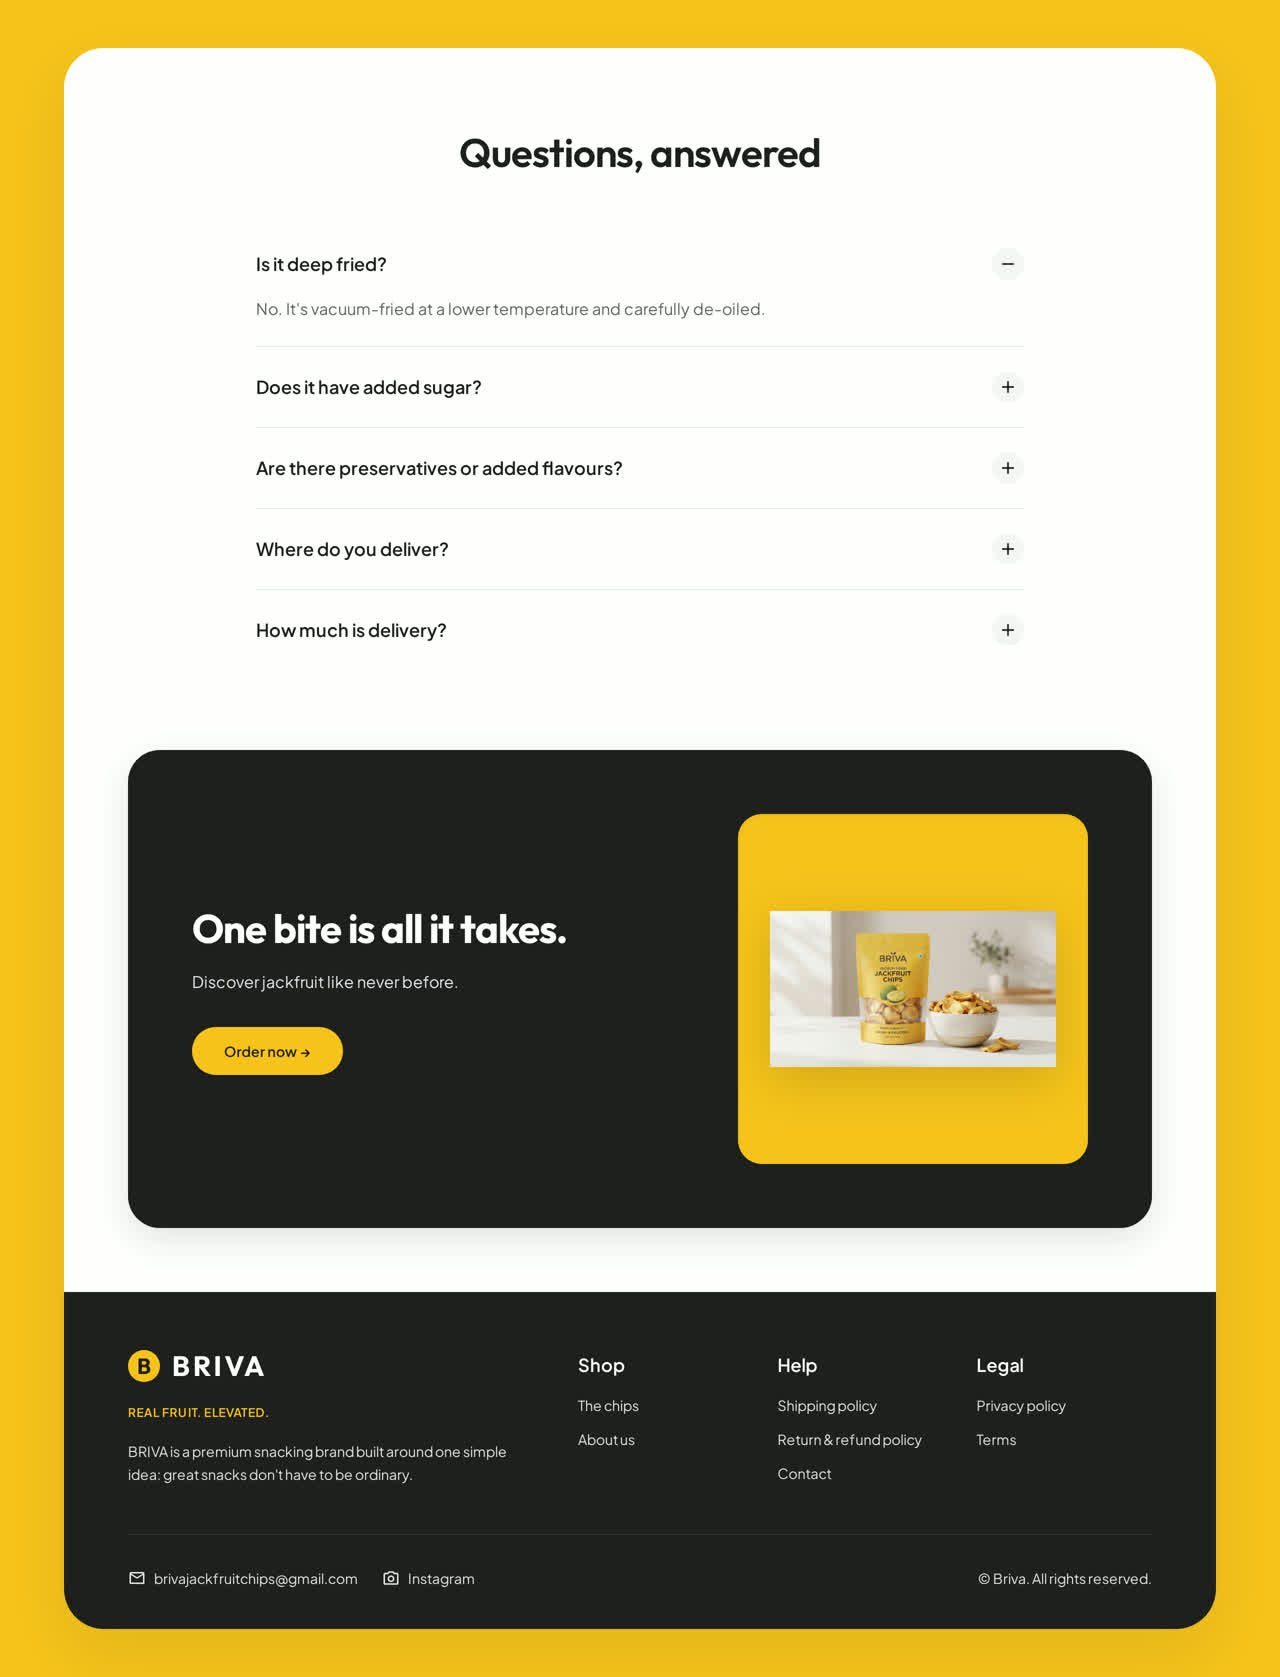 Questions, answered
Is it deep fried?
No. It's vacuum-fried at a lower temperature and carefully de-oiled.
Does it have added sugar?
Are there preservatives or added flavours?
Where do you deliver?
How much is delivery?
One bite is all it takes.
Discover jackfruit like never before.
Order now →
BRIVA
JACKFRUIT
CHIPS
B BRIVA
REAL FRUIT. ELEVATED.
BRIVA is a premium snacking brand built around one simple
idea: great snacks don't have to be ordinary.
Shop
The chips
About us
Help
Shipping policy
Return & refund policy
Contact
Legal
Privacy policy
Terms
brivajackfruitchips@gmail.com
Instagram
© Briva. All rights reserved.